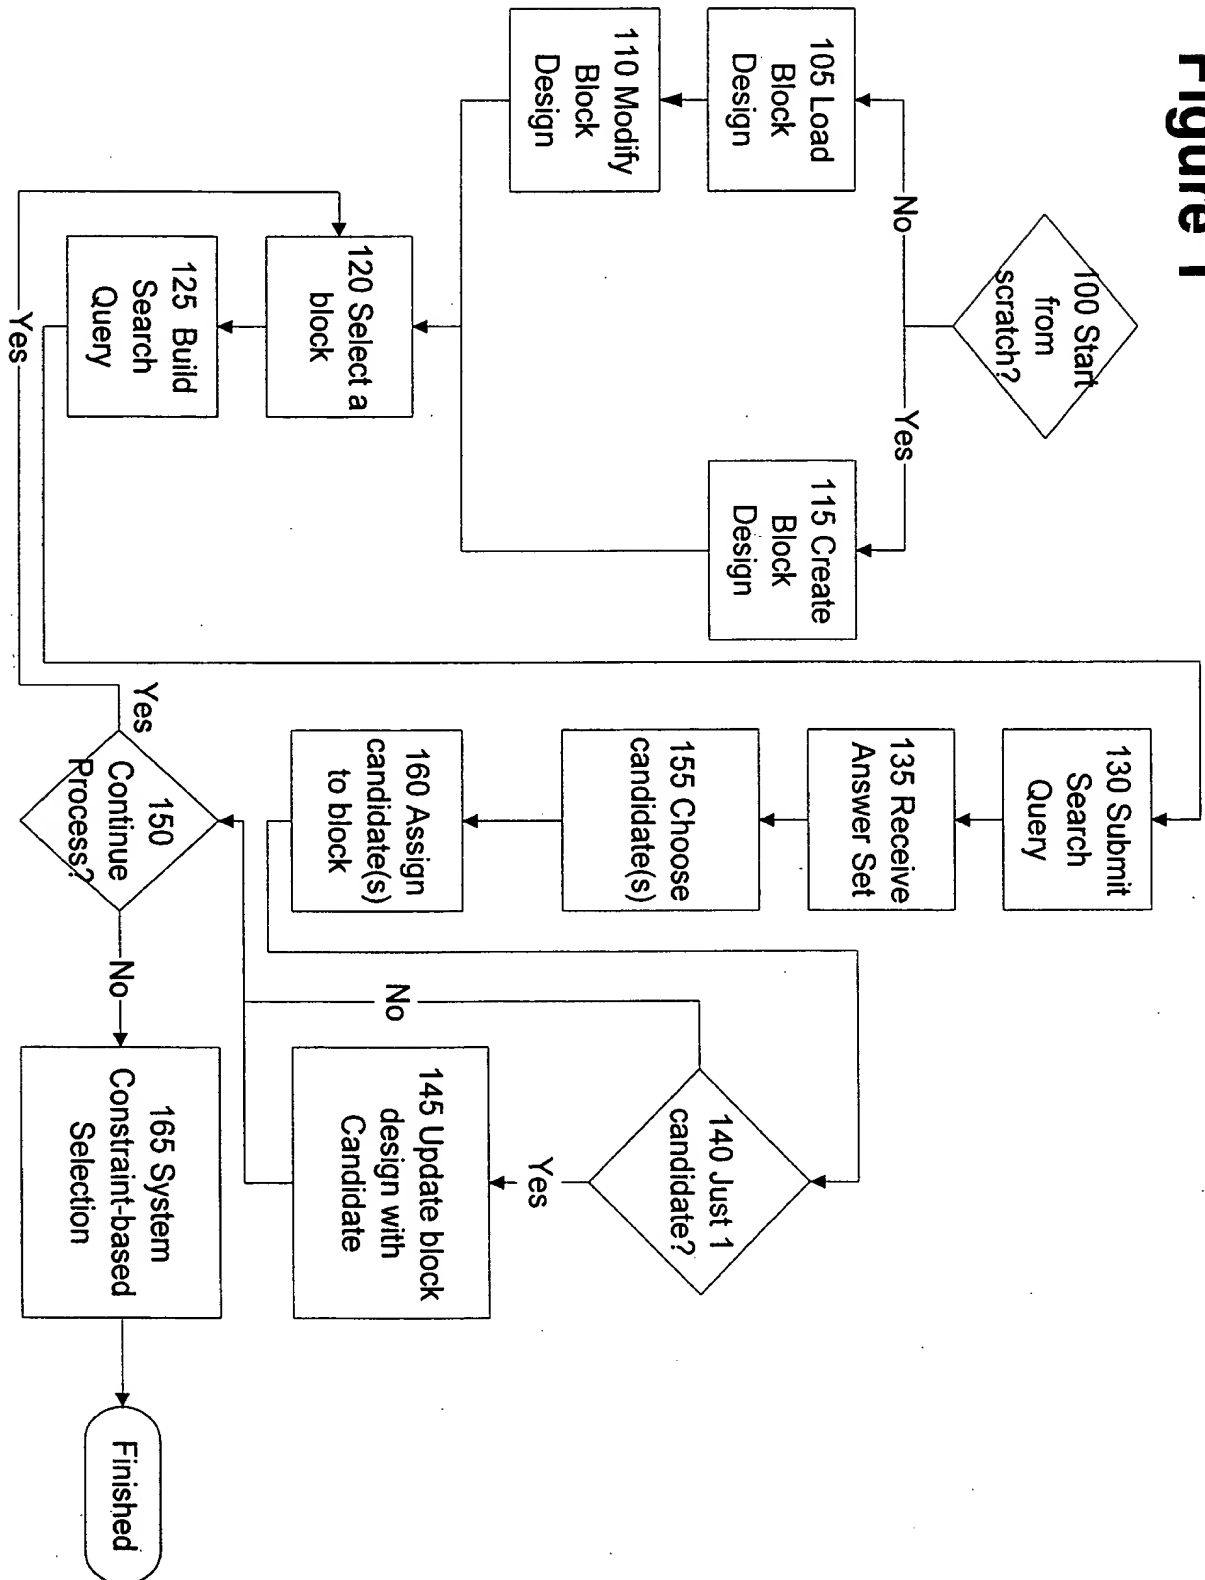 Figure 1
100 Start
from
scratch?
No
Yes
105 Load
Block
Design
110 Modify
Block
Design
115 Create
Block
Design
120 Select a
block
125 Build
Search
Query
130 Submit
Search
Query
135 Receive
Answer Set
155 Choose
candidate(s)
160 Assign
candidate(s)
to block
140 Just 1
candidate?
Yes
No
145 Update block
design with
Candidate
150
Continue
Process?
Yes
Yes
No
165 System
Constraint-based
Selection
Finished